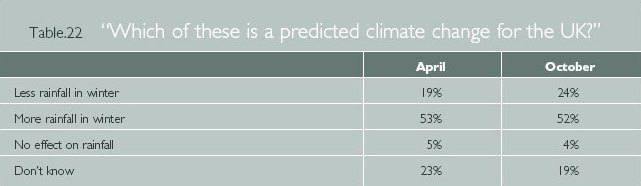 Table.22 “Which of these is a predicted climate change for the UK?”
April October
Less rainfall in winter 19% 24%
More rainfall in winter 53% 52%
No effect on rainfall 5% 4%
Don't know 23% 19%